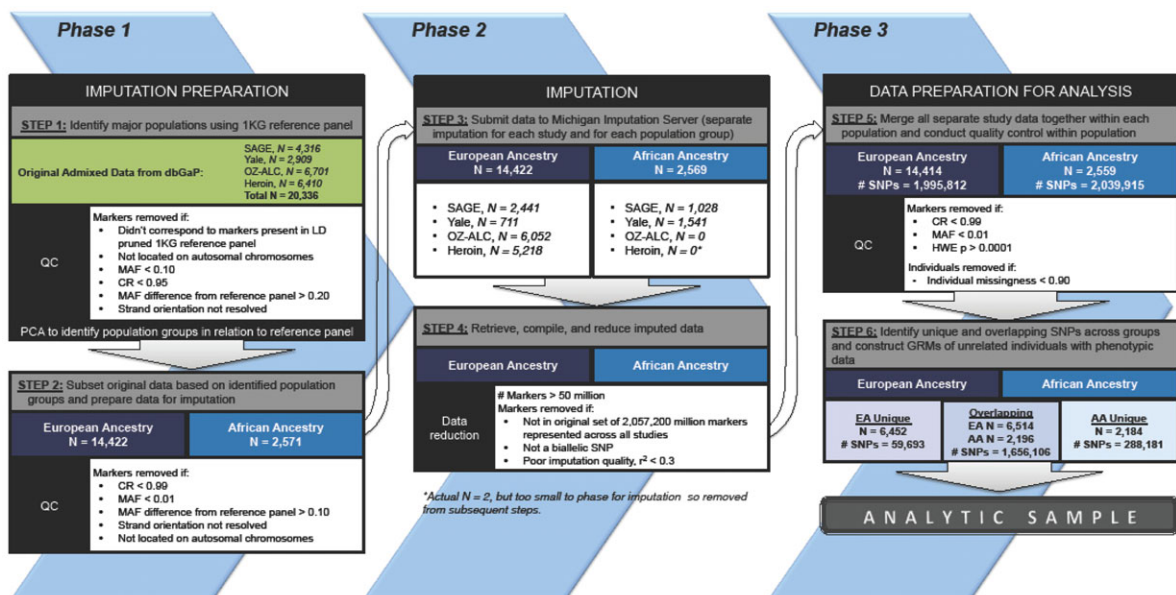 Phase 1
IMPUTATION PREPARATION
STEP 1: Identify major populations using 1KG reference panel
Original Admixed Data from dbGaP:
SAGE, N = 4,316
Yale, N = 2,909
OZ-ALC, N = 6,701
Heroin, N = 6,410
Total N = 20,336
QC
Markers removed if:
• Didn't correspond to markers present in LD
pruned 1KG reference panel
• Not located on autosomal chromosomes
• MAF < 0.10
• CR < 0.95
• MAF difference from reference panel > 0.20
• Strand orientation not resolved
PCA to identify population groups in relation to reference panel
STEP 2: Subset original data based on identified population
groups and prepare data for imputation
European Ancestry
N = 14,422
African Ancestry
N = 2,571
QC
Markers removed if:
• CR < 0.99
• MAF < 0.01
• MAF difference from reference panel > 0.10
• Strand orientation not resolved
• Not located on autosomal chromosomes
Phase 2
IMPUTATION
STEP 3: Submit data to Michigan Imputation Server (separate
imputation for each study and for each population group)
European Ancestry
N = 14,422
African Ancestry
N = 2,569
• SAGE, N = 2,441
• Yale, N = 711
• OZ-ALC, N = 6,052
• Heroin, N = 5,218
• SAGE, N = 1,028
• Yale, N = 1,541
• OZ-ALC, N = 0
• Heroin, N = 0*
STEP 4: Retrieve, compile, and reduce imputed data
European Ancestry
African Ancestry
Data
reduction
# Markers > 50 million
Markers removed if:
• Not in original set of 2,057,200 million markers
represented across all studies
• Not a biallelic SNP
• Poor imputation quality, r² < 0.3
*Actual N = 2, but too small to phase for imputation so removed
from subsequent steps.
Phase 3
DATA PREPARATION FOR ANALYSIS
STEP 5: Merge all separate study data together within each
population and conduct quality control within population
European Ancestry
N = 14,414
# SNPs = 1,995,812
African Ancestry
N = 2,559
# SNPs = 2,039,915
QC
Markers removed if:
• CR < 0.99
• MAF < 0.01
• HWE p > 0.0001
Individuals removed if:
• Individual missingness < 0.90
STEP 6: Identify unique and overlapping SNPs across groups
and construct GRMs of unrelated individuals with phenotypic
data
European Ancestry
African Ancestry
EA Unique
N = 6,452
# SNPs = 59,693
Overlapping
EA N = 6,514
AA N = 2,196
# SNPs = 1,656,106
AA Unique
N = 2,184
# SNPs = 288,181
ANALYTIC SAMPLE